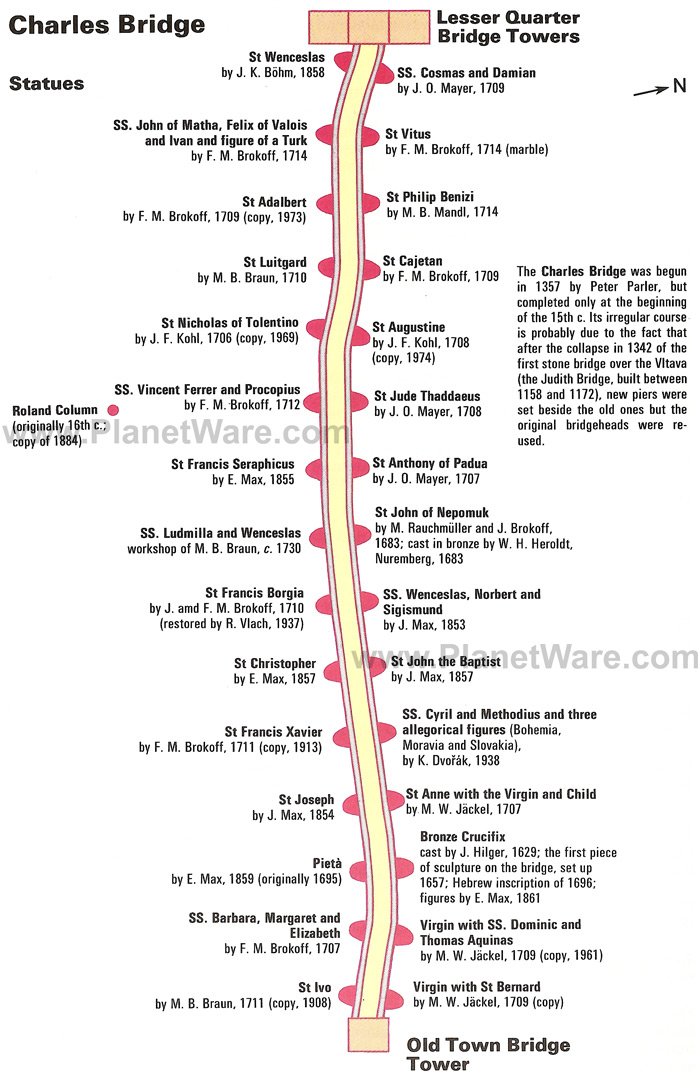 Charles Bridge
Statues
Lesser Quarter
Bridge Towers
N
St Wenceslas
by J. K. Böhm, 1858
SS. Cosmas and Damian
by J. O. Mayer, 1709
SS. John of Matha, Felix of Valois
and Ivan and figure of a Turk
by F. M. Brokoff, 1714
St Vitus
by F. M. Brokoff, 1714 (marble)
St Adalbert
by F. M. Brokoff, 1709 (copy, 1973)
St Philip Benizi
by M. B. Mandl, 1714
St Luitgard
by M. B. Braun, 1710
St Cajetan
by F. M. Brokoff, 1709
The Charles Bridge was begun
in 1357 by Peter Parler, but
completed only at the beginning
of the 15th c. Its irregular course
is probably due to the fact that
after the collapse in 1342 of the
first stone bridge over the Vltava
(the Judith Bridge, built between
1158 and 1172), new piers were
set beside the old ones but the
original bridgeheads were re-
used.
St Nicholas of Tolentino
by J. F. Kohl, 1706 (copy, 1969)
St Augustine
by J. F. Kohl, 1708
(copy, 1974)
SS. Vincent Ferrer and Procopius
by F. M. Brokoff, 1712
St Jude Thaddaeus
by J. O. Mayer, 1708
Roland Column
(originally 16th c.;
copy of 1884)
www.PlanetWare.com
St Francis Seraphicus
by E. Max, 1855
St Anthony of Padua
by J. O. Mayer, 1707
SS. Ludmilla and Wenceslas
workshop of M. B. Braun, c. 1730
St John of Nepomuk
by M. Rauchmüller and J. Brokoff,
1683; cast in bronze by W. H. Heroldt,
Nuremberg, 1683
St Francis Borgia
by J. amd F. M. Brokoff, 1710
(restored by R. Vlach, 1937)
SS. Wenceslas, Norbert and
Sigismund
by J. Max, 1853
St Christopher
by E. Max, 1857
St John the Baptist
by J. Max, 1857
www.PlanetWare.com
St Francis Xavier
by F. M. Brokoff, 1711 (copy, 1913)
SS. Cyril and Methodius and three
allegorical figures (Bohemia,
Moravia and Slovakia),
by K. Dvořák, 1938
St Joseph
by J. Max, 1854
St Anne with the Virgin and Child
by M. W. Jäckel, 1707
Pietà
by E. Max, 1859 (originally 1695)
Bronze Crucifix
cast by J. Hilger, 1629; the first piece
of sculpture on the bridge, set up
1657; Hebrew inscription of 1696;
figures by E. Max, 1861
SS. Barbara, Margaret and
Elizabeth
by F. M. Brokoff, 1707
Virgin with SS. Dominic and
Thomas Aquinas
by M. W. Jäckel, 1709 (copy, 1961)
St Ivo
by M. B. Braun, 1711 (copy, 1908)
Virgin with St Bernard
by M. W. Jäckel, 1709 (copy)
Old Town Bridge
Tower